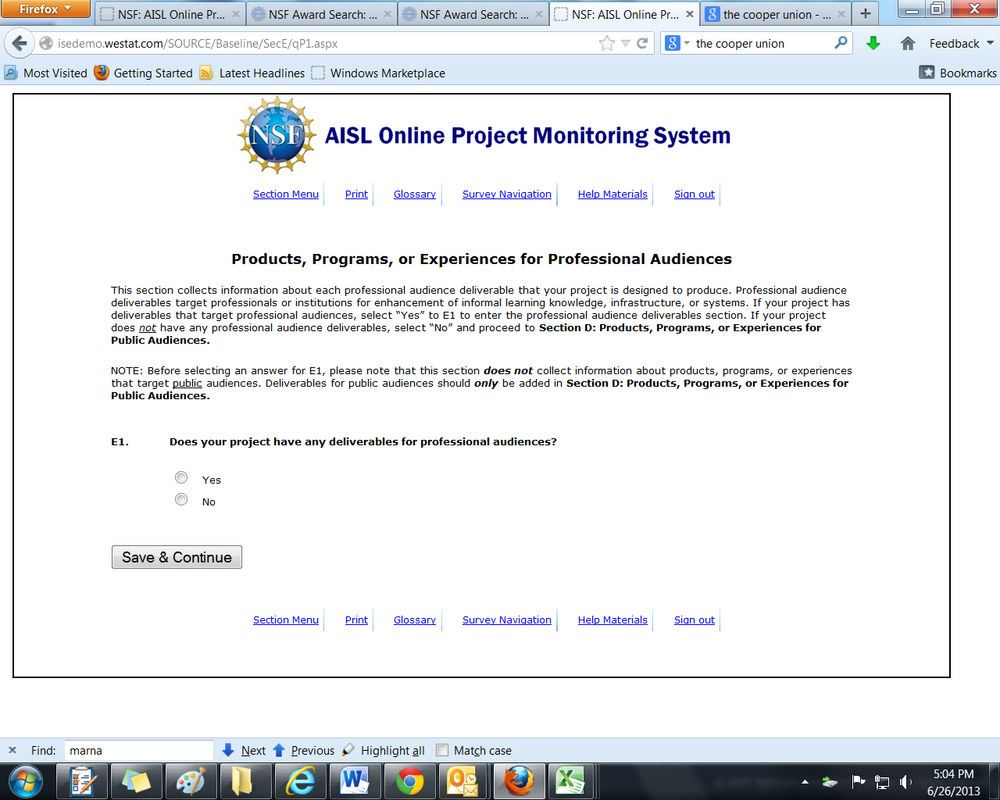 Firefox
NSF: AISL Online Pr...
NSF Award Search: ...
NSF Award Search: ...
NSF: AISL Online Pr...
the cooper union - ...
isedemo.westat.com/SOURCE/Baseline/SecE/qP1.aspx
the cooper union
Feedback
Most Visited Getting Started Latest Headlines Windows Marketplace Bookmarks
NSF AISL Online Project Monitoring System
Section Menu Print Glossary Survey Navigation Help Materials Sign out
Products, Programs, or Experiences for Professional Audiences
This section collects information about each professional audience deliverable that your project is designed to produce. Professional audience
deliverables target professionals or institutions for enhancement of informal learning knowledge, infrastructure, or systems. If your project has
deliverables that target professional audiences, select “Yes” to E1 to enter the professional audience deliverables section. If your project
does not have any professional audience deliverables, select “No” and proceed to Section D: Products, Programs, or Experiences for
Public Audiences.
NOTE: Before selecting an answer for E1, please note that this section does not collect information about products, programs, or experiences
that target public audiences. Deliverables for public audiences should only be added in Section D: Products, Programs, or Experiences for
Public Audiences.
E1. Does your project have any deliverables for professional audiences?
Yes
No
Save & Continue
Section Menu Print Glossary Survey Navigation Help Materials Sign out
Find: marna Next Previous Highlight all Match case
5:04 PM
6/26/2013